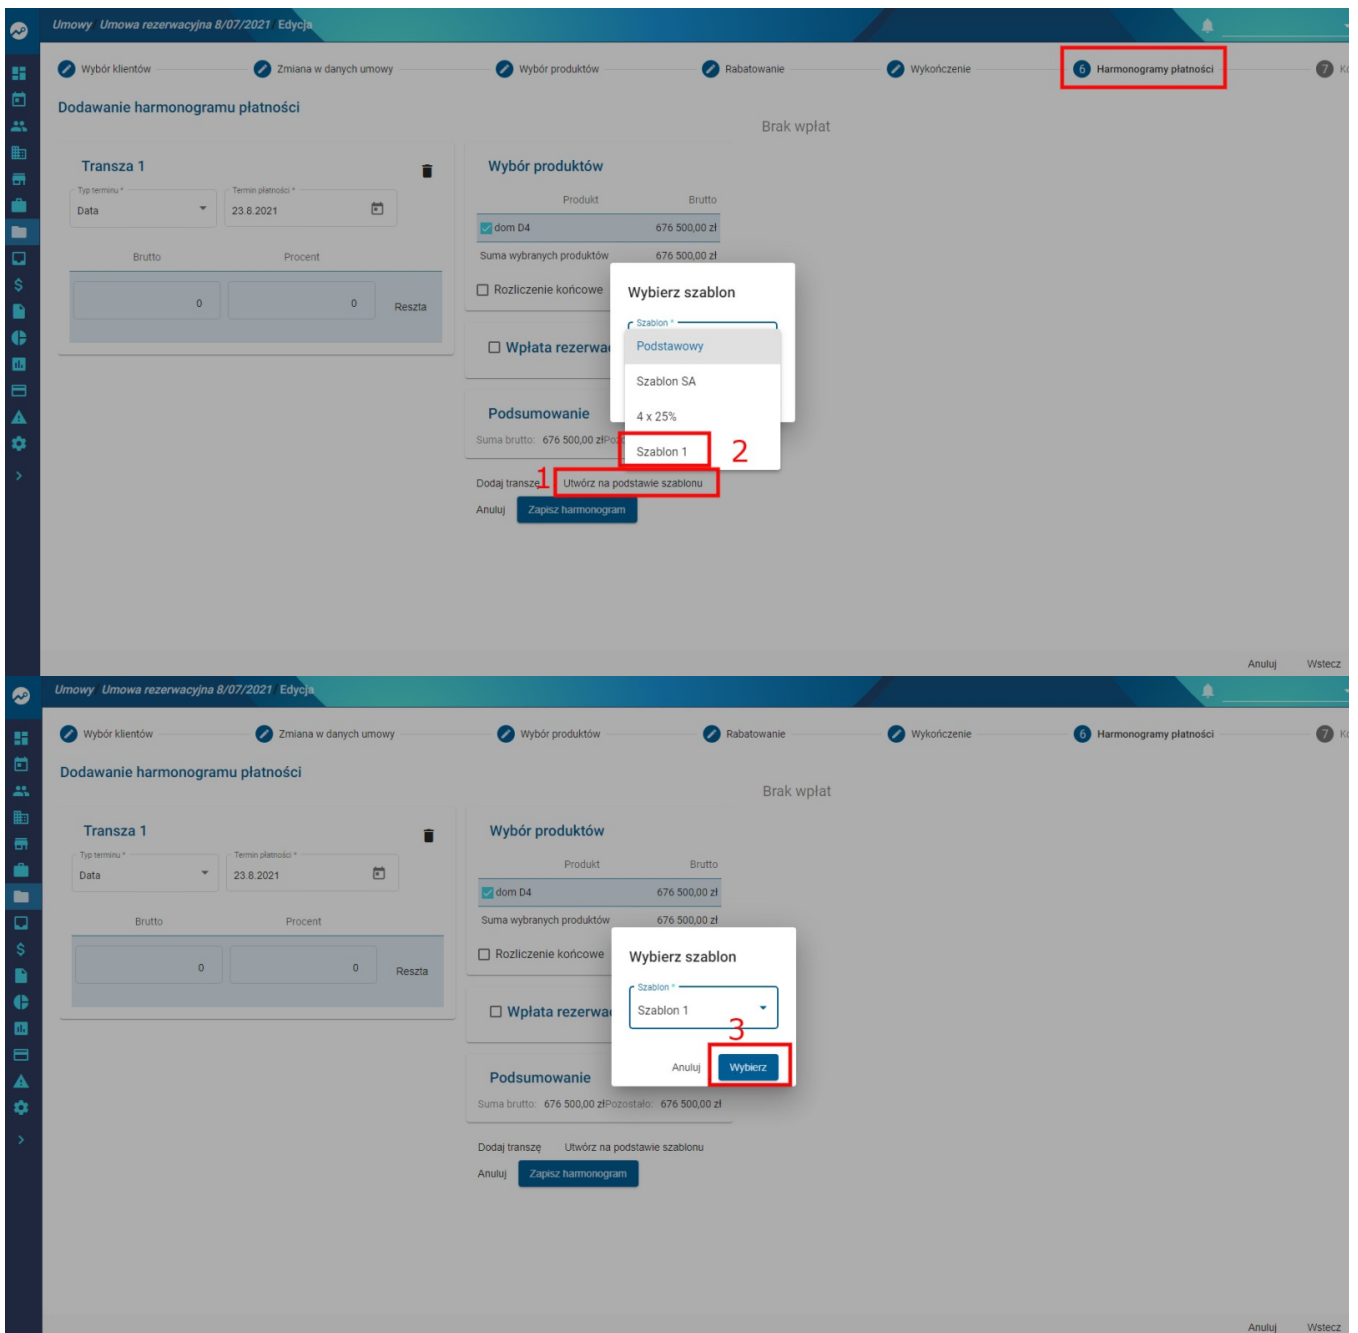 Umowy Umowa rezerwacyjna 8/07/2021 Edycja
Wybór klientów Zmiana w danych umowy Wybór produktów Rabatowanie Wykończenie 6 Harmonogramy płatności 7
Dodawanie harmonogramu płatności
Brak wpłat
Transza 1
Typ terminu *
Data
Termin płatności *
23.8.2021
Brutto Procent
0 0 Reszta
Wybór produktów
Produkt Brutto
dom D4 676 500,00 zł
Suma wybranych produktów 676 500,00 zł
Rozliczenie końcowe
Wpłata rezerwa
Podsumowanie
Suma brutto: 676 500,00 zł
Wybierz szablon
Szablon *
Podstawowy
Szablon SA
4 x 25%
Szablon 1 2
Dodaj transzę 1 Utwórz na podstawie szablonu
Anuluj Zapisz harmonogram
Anuluj Wstecz
Umowy Umowa rezerwacyjna 8/07/2021 Edycja
Wybór klientów Zmiana w danych umowy Wybór produktów Rabatowanie Wykończenie 6 Harmonogramy płatności 7
Dodawanie harmonogramu płatności
Brak wpłat
Transza 1
Typ terminu *
Data
Termin płatności *
23.8.2021
Brutto Procent
0 0 Reszta
Wybór produktów
Produkt Brutto
dom D4 676 500,00 zł
Suma wybranych produktów 676 500,00 zł
Rozliczenie końcowe
Wpłata rezerwa
Podsumowanie
Suma brutto: 676 500,00 zł Pozostało: 676 500,00 zł
Wybierz szablon
Szablon *
Szablon 1
3
Anuluj Wybierz
Dodaj transzę Utwórz na podstawie szablonu
Anuluj Zapisz harmonogram
Anuluj Wstecz